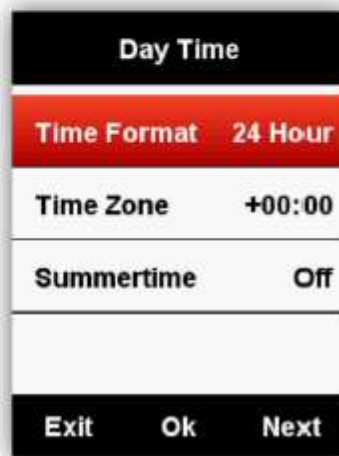 Day Time
Time Format 24 Hour
Time Zone +00:00
Summertime Off
Exit Ok Next